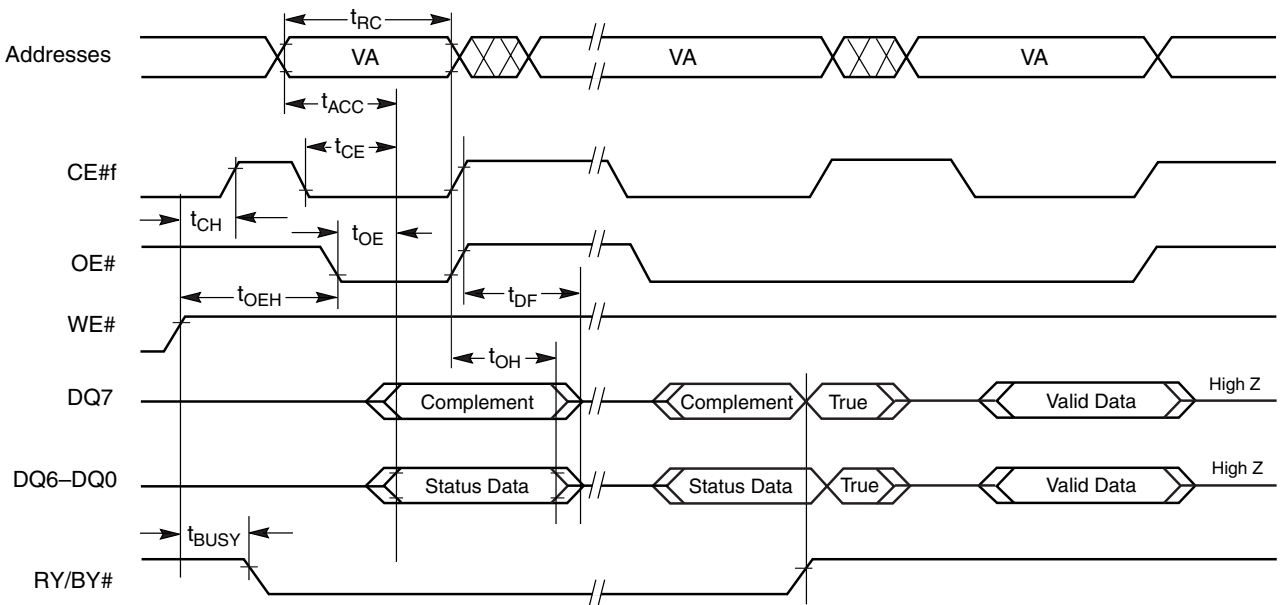 tRC
Addresses VA VA VA
tACC
tCE
CE#f
tCH tOE
OE#
tOEH tDF
WE#
tOH
DQ7 Complement Complement True Valid Data High Z
DQ6–DQ0 Status Data Status Data True Valid Data High Z
tBUSY
RY/BY#